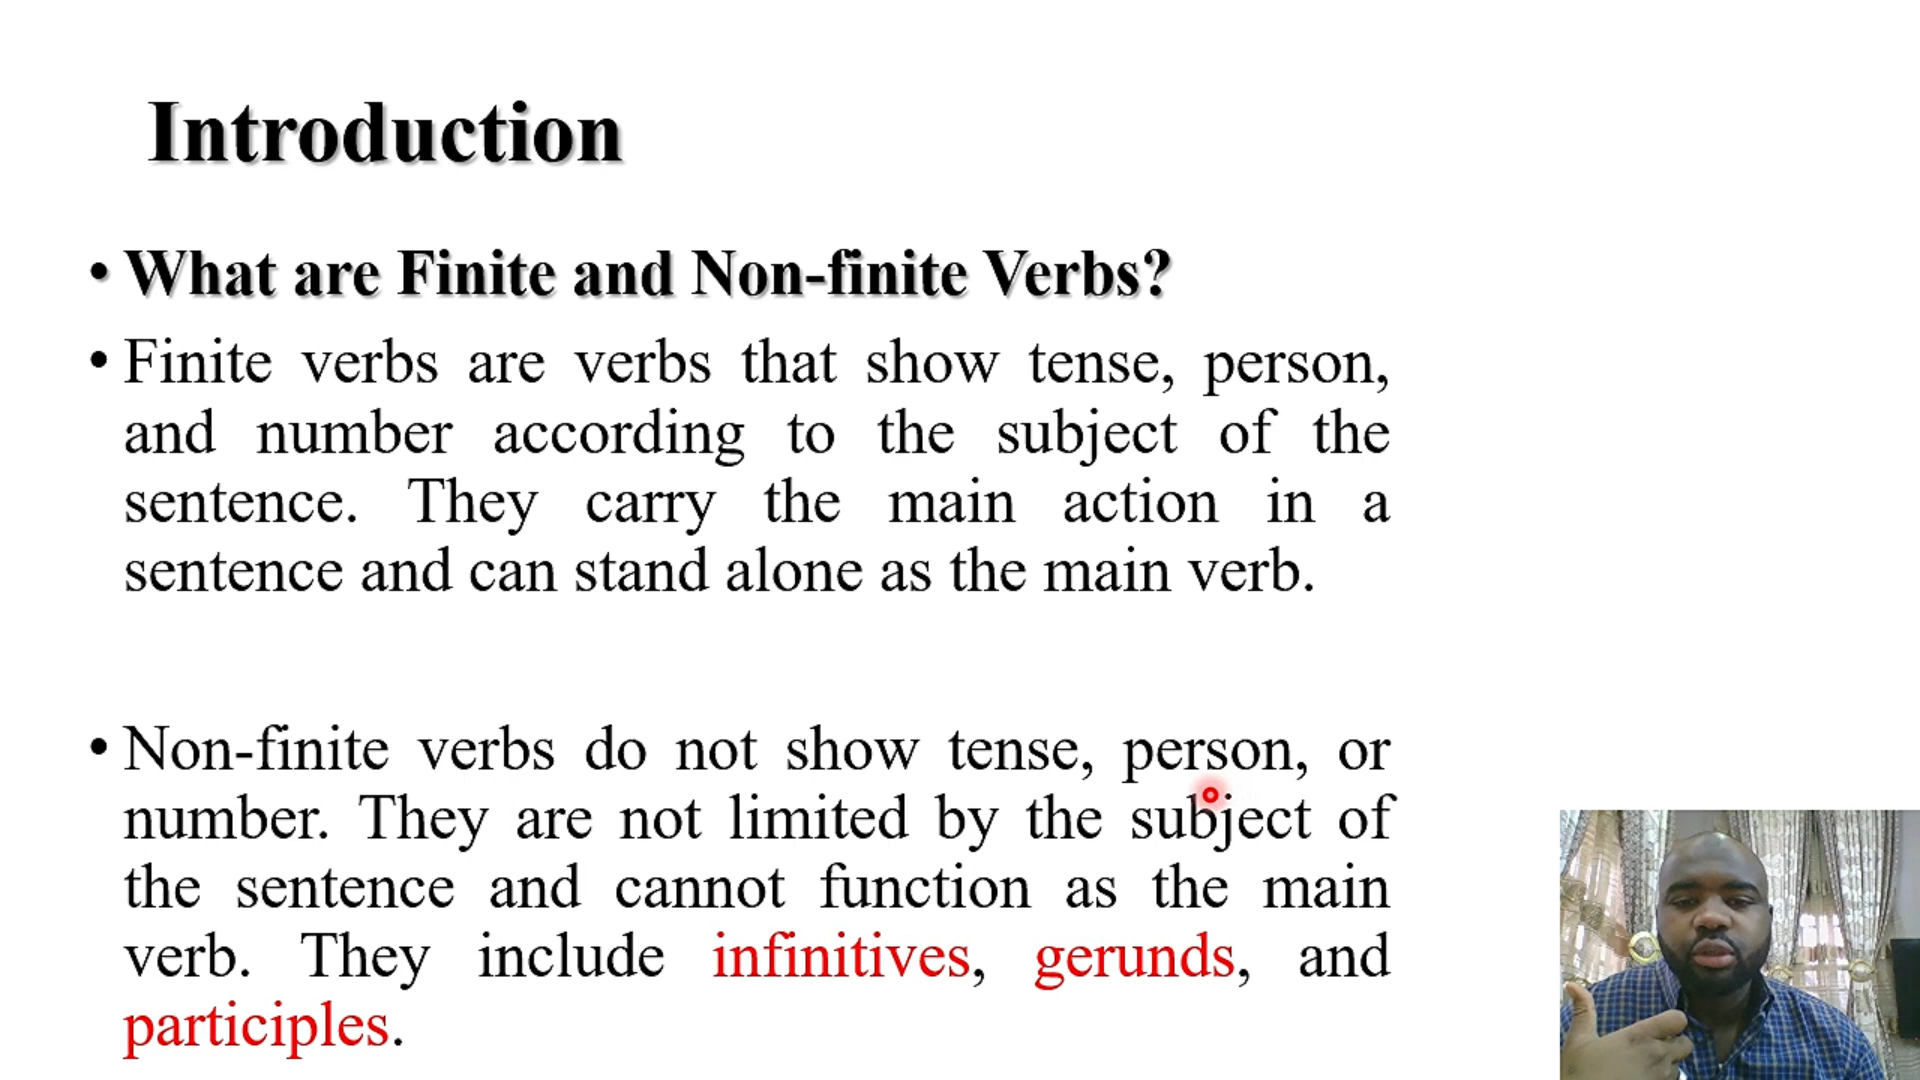 Introduction
• What are Finite and Non-finite Verbs?
• Finite verbs are verbs that show tense, person,
and number according to the subject of the
sentence. They carry the main action in a
sentence and can stand alone as the main verb.
• Non-finite verbs do not show tense, person, or
number. They are not limited by the subject of
the sentence and cannot function as the main
verb. They include infinitives, gerunds, and
participles.